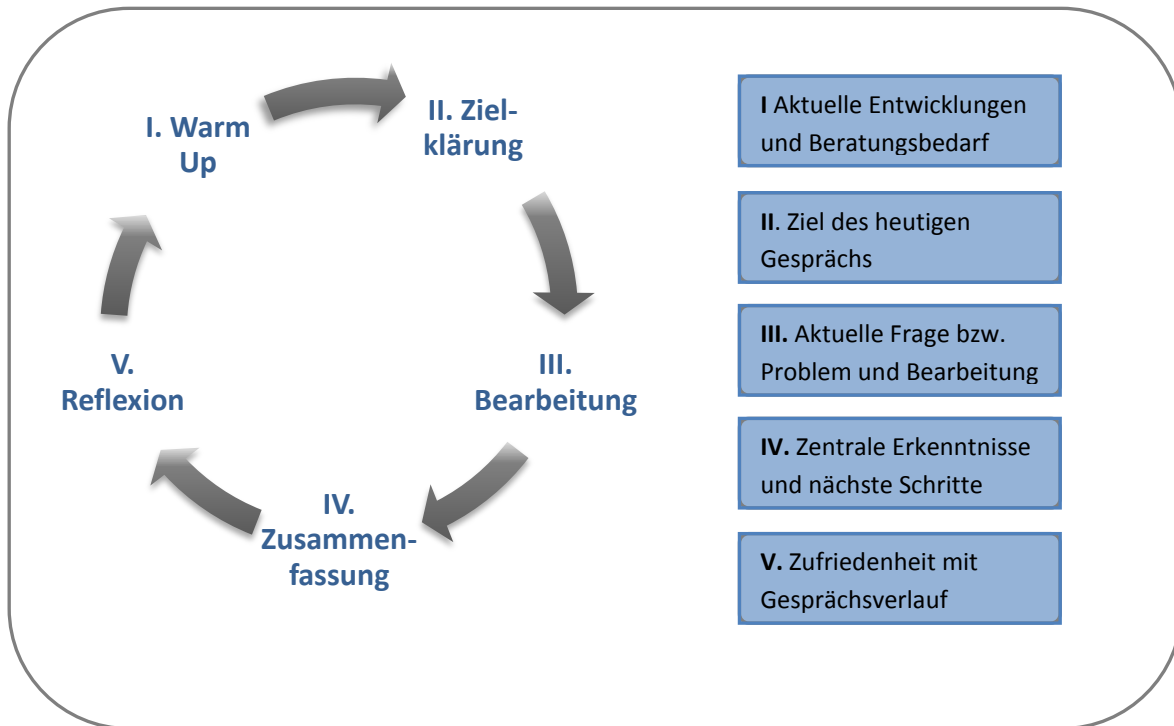 I. Warm
Up
II. Ziel-
klärung
III.
Bearbeitung
IV.
Zusammen-
fassung
V.
Reflexion
I Aktuelle Entwicklungen
und Beratungsbedarf
II. Ziel des heutigen
Gesprächs
III. Aktuelle Frage bzw.
Problem und Bearbeitung
IV. Zentrale Erkenntnisse
und nächste Schritte
V. Zufriedenheit mit
Gesprächsverlauf